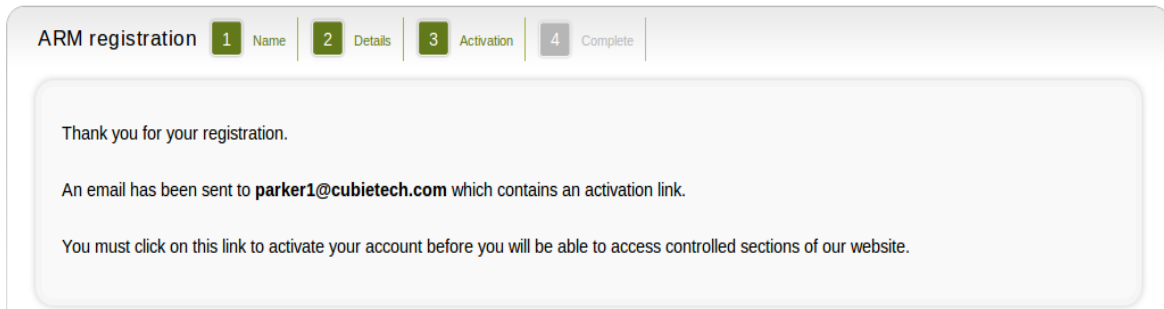 ARM registration 1 Name 2 Details 3 Activation 4 Complete
Thank you for your registration.
An email has been sent to parker1@cubietech.com which contains an activation link.
You must click on this link to activate your account before you will be able to access controlled sections of our website.